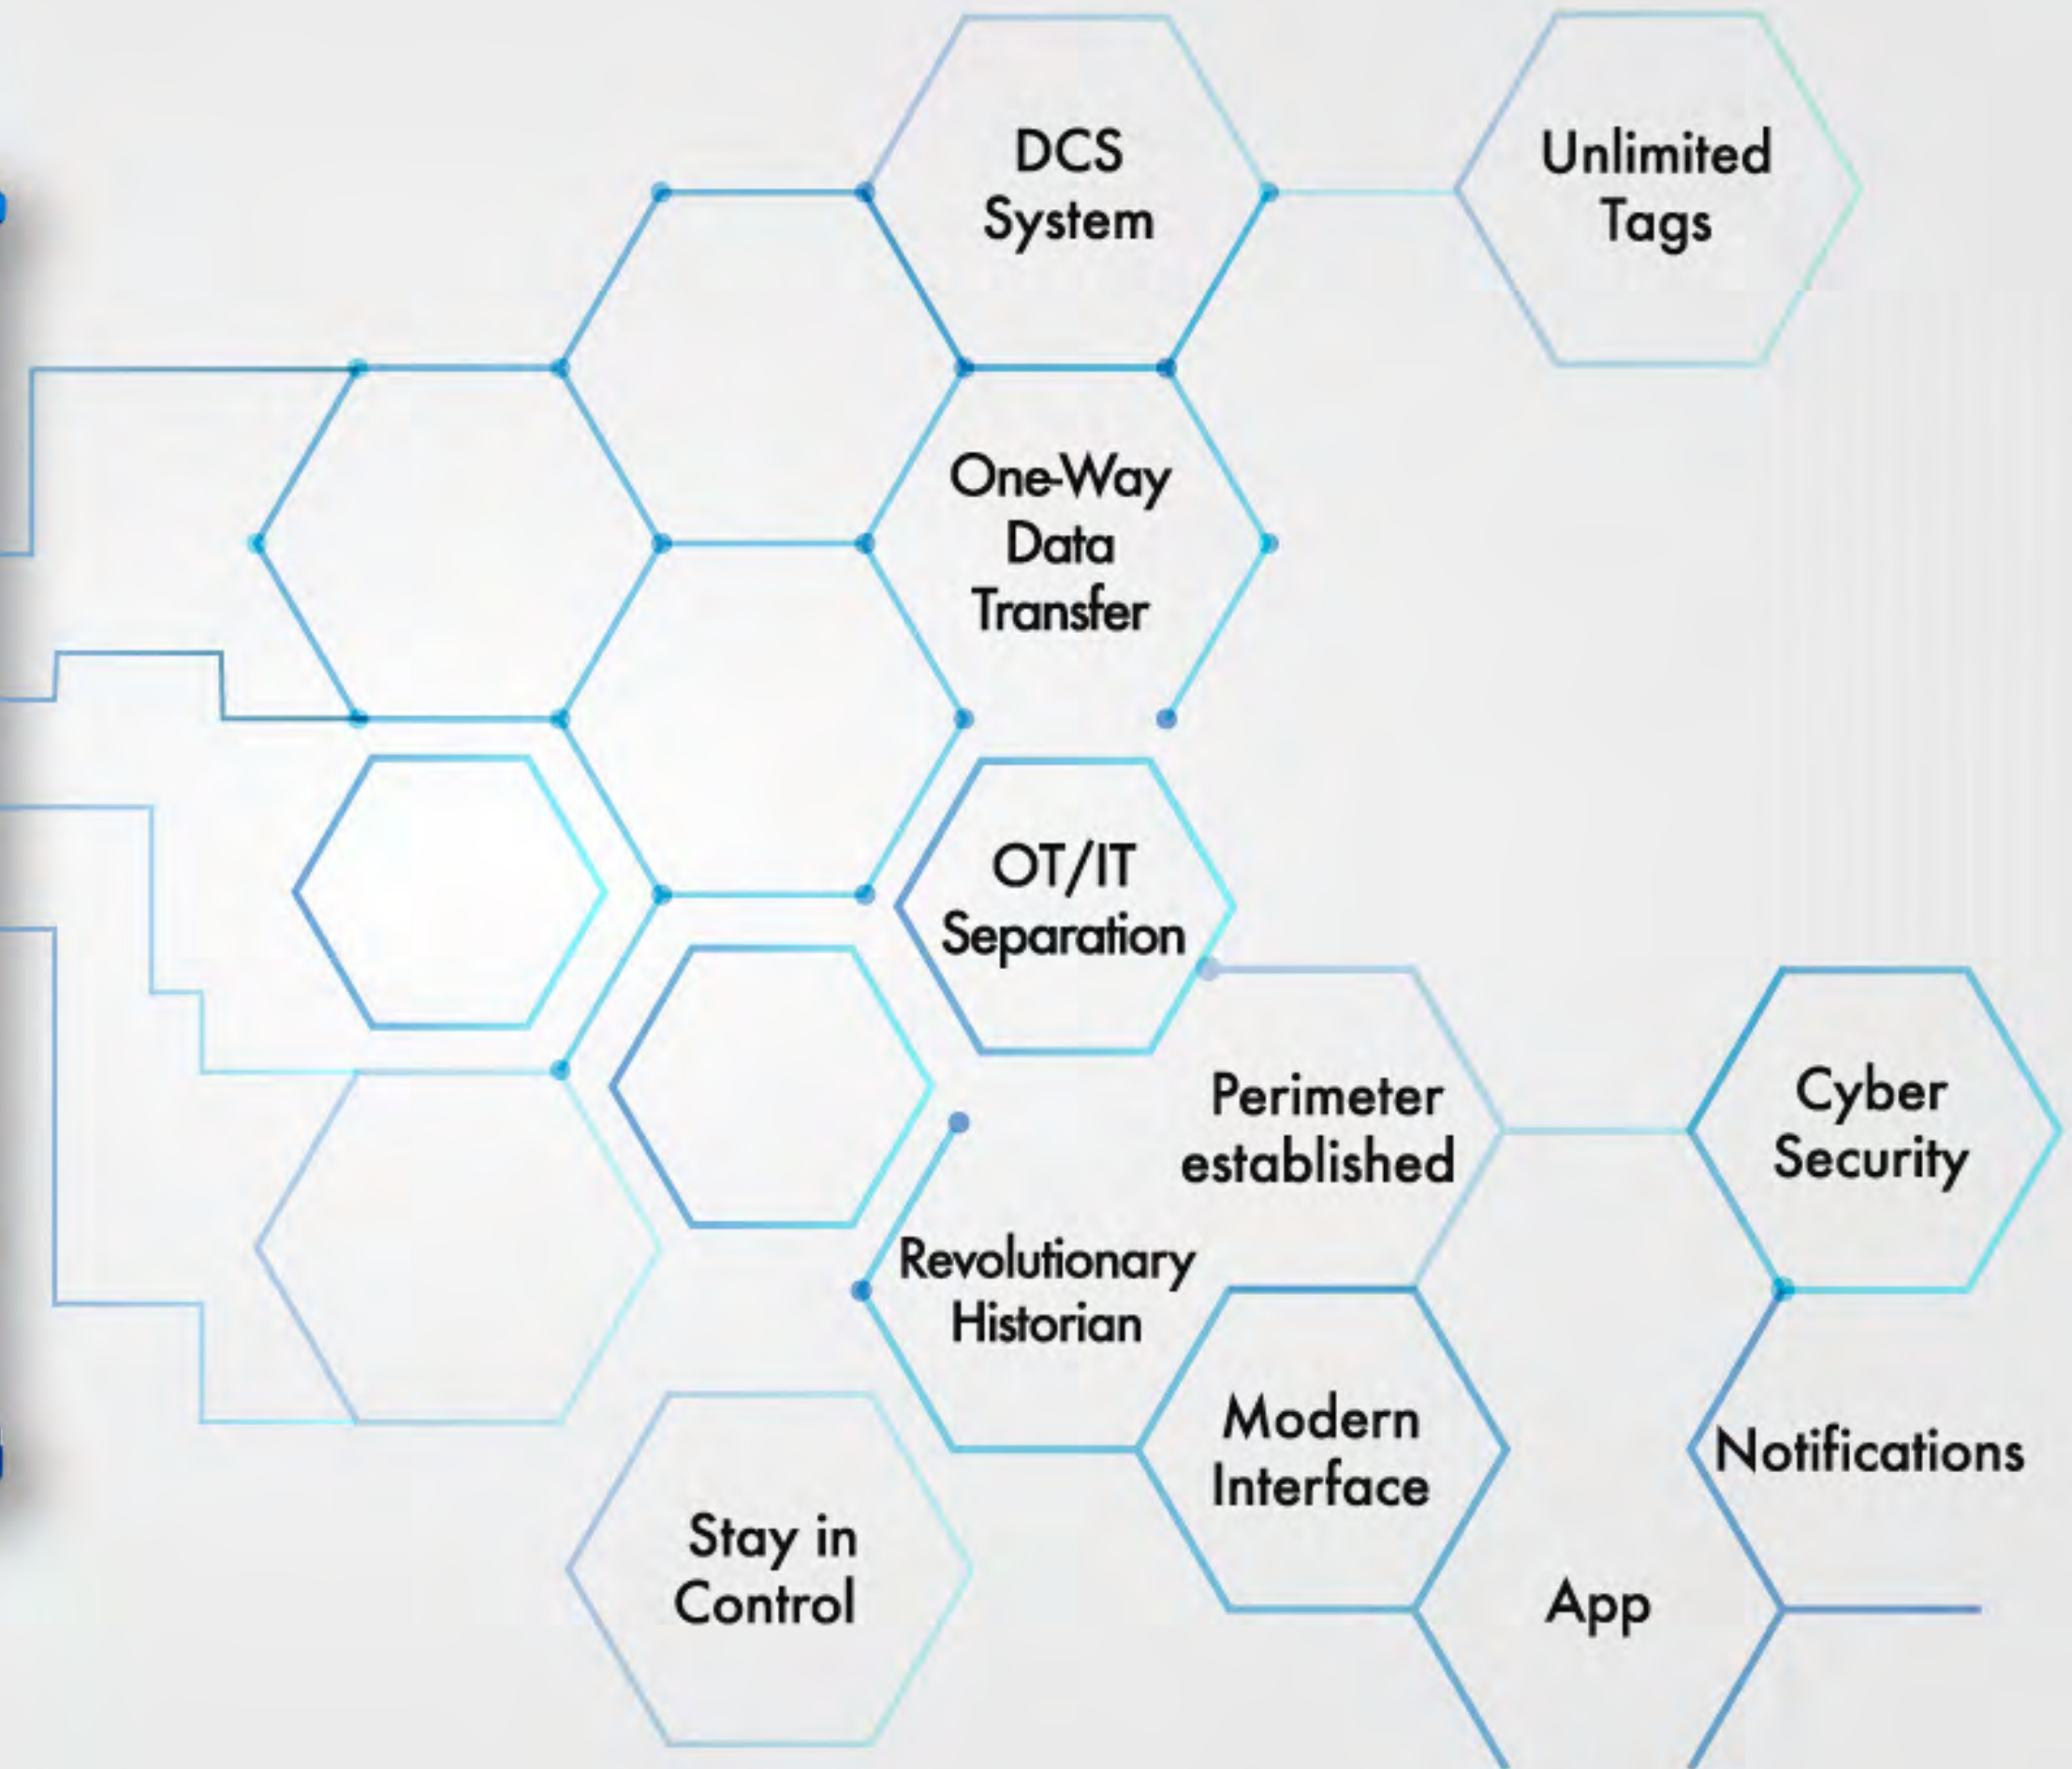 DCS
System
Unlimited
Tags
One-Way
Data
Transfer
OT/IT
Separation
Perimeter
established
Cyber
Security
Revolutionary
Historian
Modern
Interface
Notifications
Stay in
Control
App